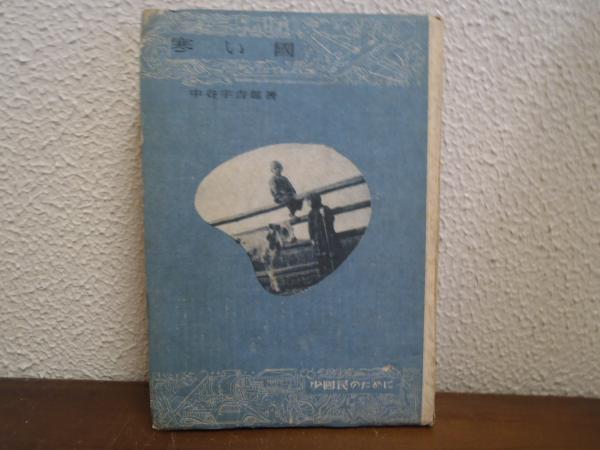 寒い國
中谷宇吉郎著
少國民のために